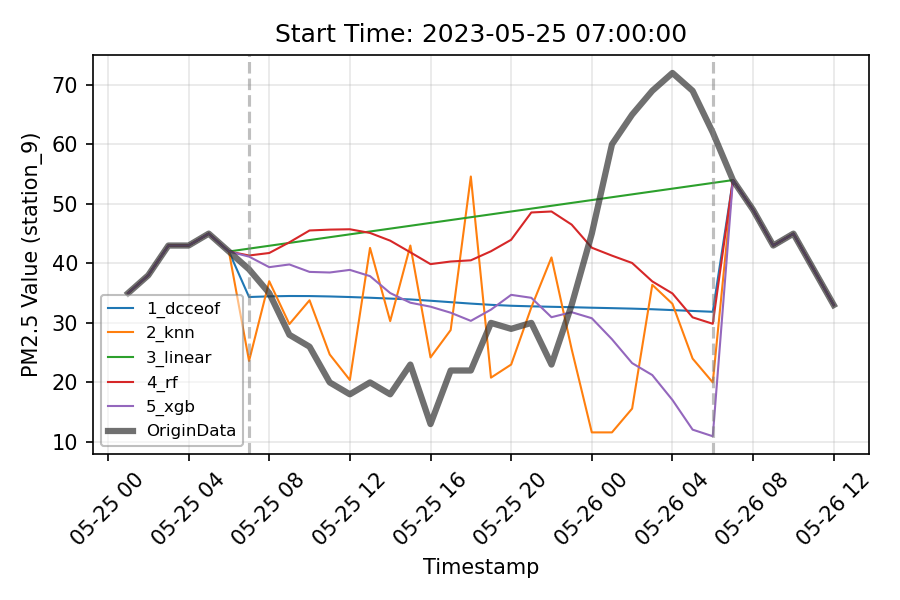 Start Time: 2023-05-25 07:00:00
PM2.5 Value (station_9)
70
60
50
40
30
20
10
1_dcceof
2_knn
3_linear
4_rf
5_xgb
OriginData
05-25 00
05-25 04
05-25 08
05-25 12
05-25 16
05-25 20
05-26 00
05-26 04
05-26 08
05-26 12
Timestamp